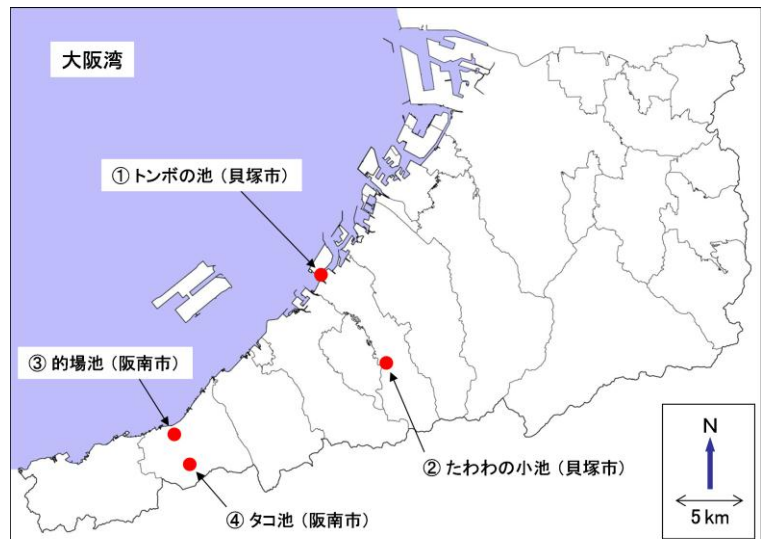 大阪湾
① トンボの池 (貝塚市)
③ 的場池 (阪南市)
② たわわの小池 (貝塚市)
④ タコ池 (阪南市)
N
5 km